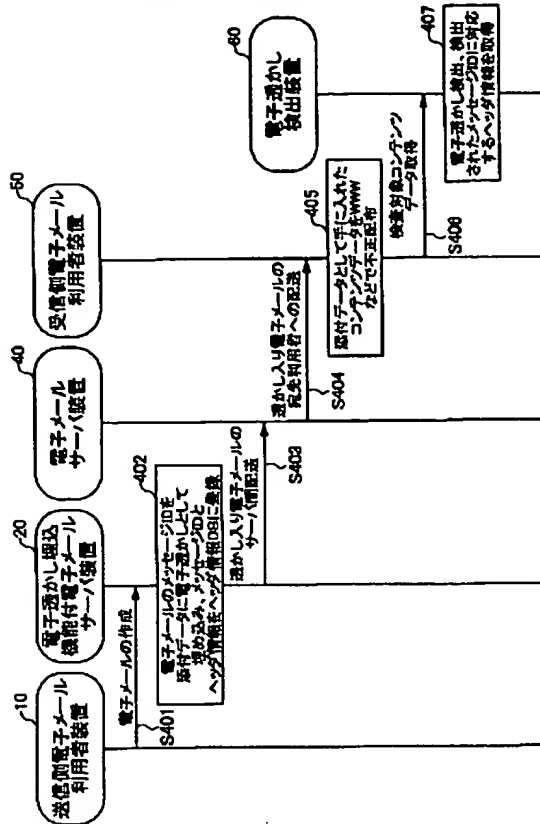 10
送信側電子メール
利用者装置
20
電子透かし埋込
機能付電子メール
サーバ装置
40
電子メール
サーバ装置
50
受信側電子メール
利用者装置
60
電子透かし
検出装置
電子メールの作成
S401
402
電子メールのメッセージIDを
添付データに電子透かしとして
埋め込み、メッセージIDと
ヘッダ情報をヘッダ情報DBに登録
透かし入り電子メールの
サーバ間配送
S403
透かし入り電子メールの
宛先利用者への配送
S404
405
添付データとして手に入れた
コンテンツデータをWWW
などで不正配布
検査対象コンテンツ
データ取得
S406
407
電子透かし検出、検出
されたメッセージIDに対応
するヘッダ情報を取得